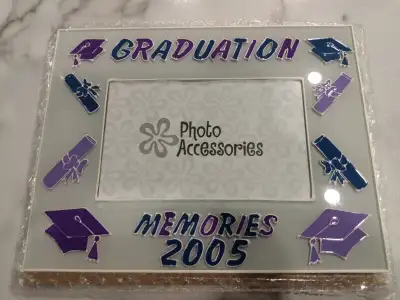 GRADUATION
Photo
Accessories
MEMORIES
2005